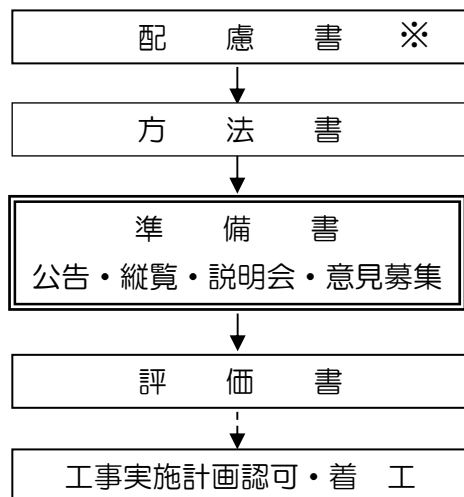 配 慮 書 ※
方 法 書
準 備 書
公告・縦覧・説明会・意見募集
評 価 書
工事実施計画認可・着 工